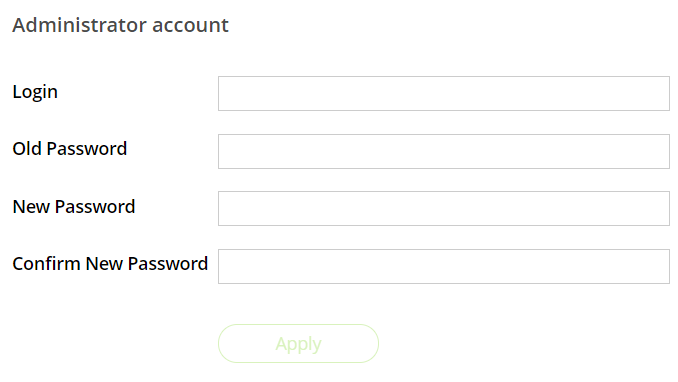 Administrator account
Login
Old Password
New Password
Confirm New Password
Apply